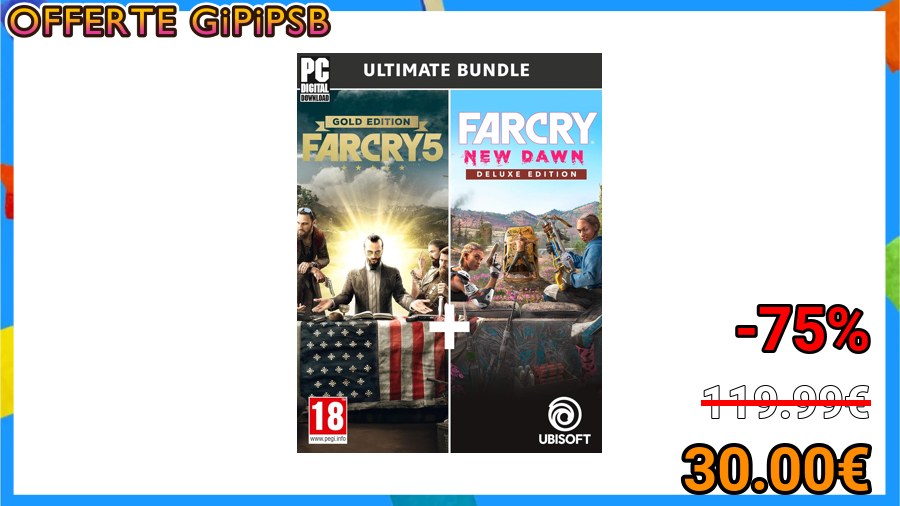 OFFERTE GiPiPSB
PC
DIGITAL
DOWNLOAD
ULTIMATE BUNDLE
GOLD EDITION
FARCRY5
FARCRY
NEW DAWN
DELUXE EDITION
18
www.pegi.info
UBISOFT
-75%
119.99€
30.00€